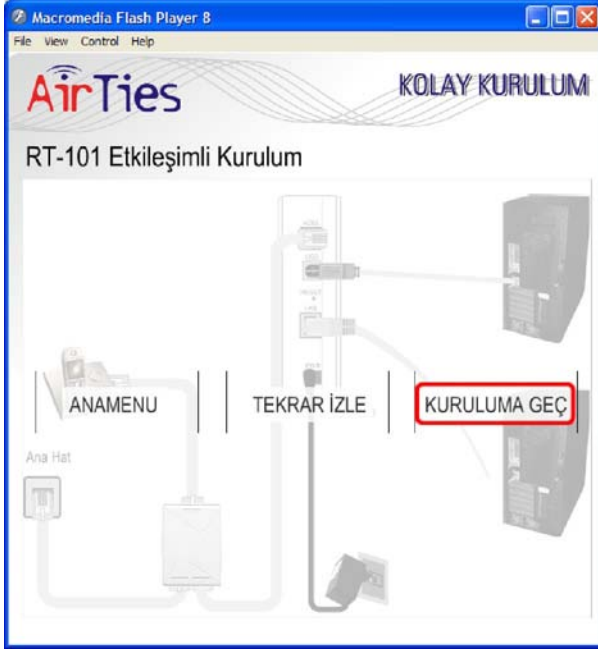 Macromedia Flash Player 8
File View Control Help
AirTies
KOLAY KURULUM
RT-101 Etkileşimli Kurulum
ANAMENU
TEKRAR İZLE
KURULUMA GEÇ
Ana Hat